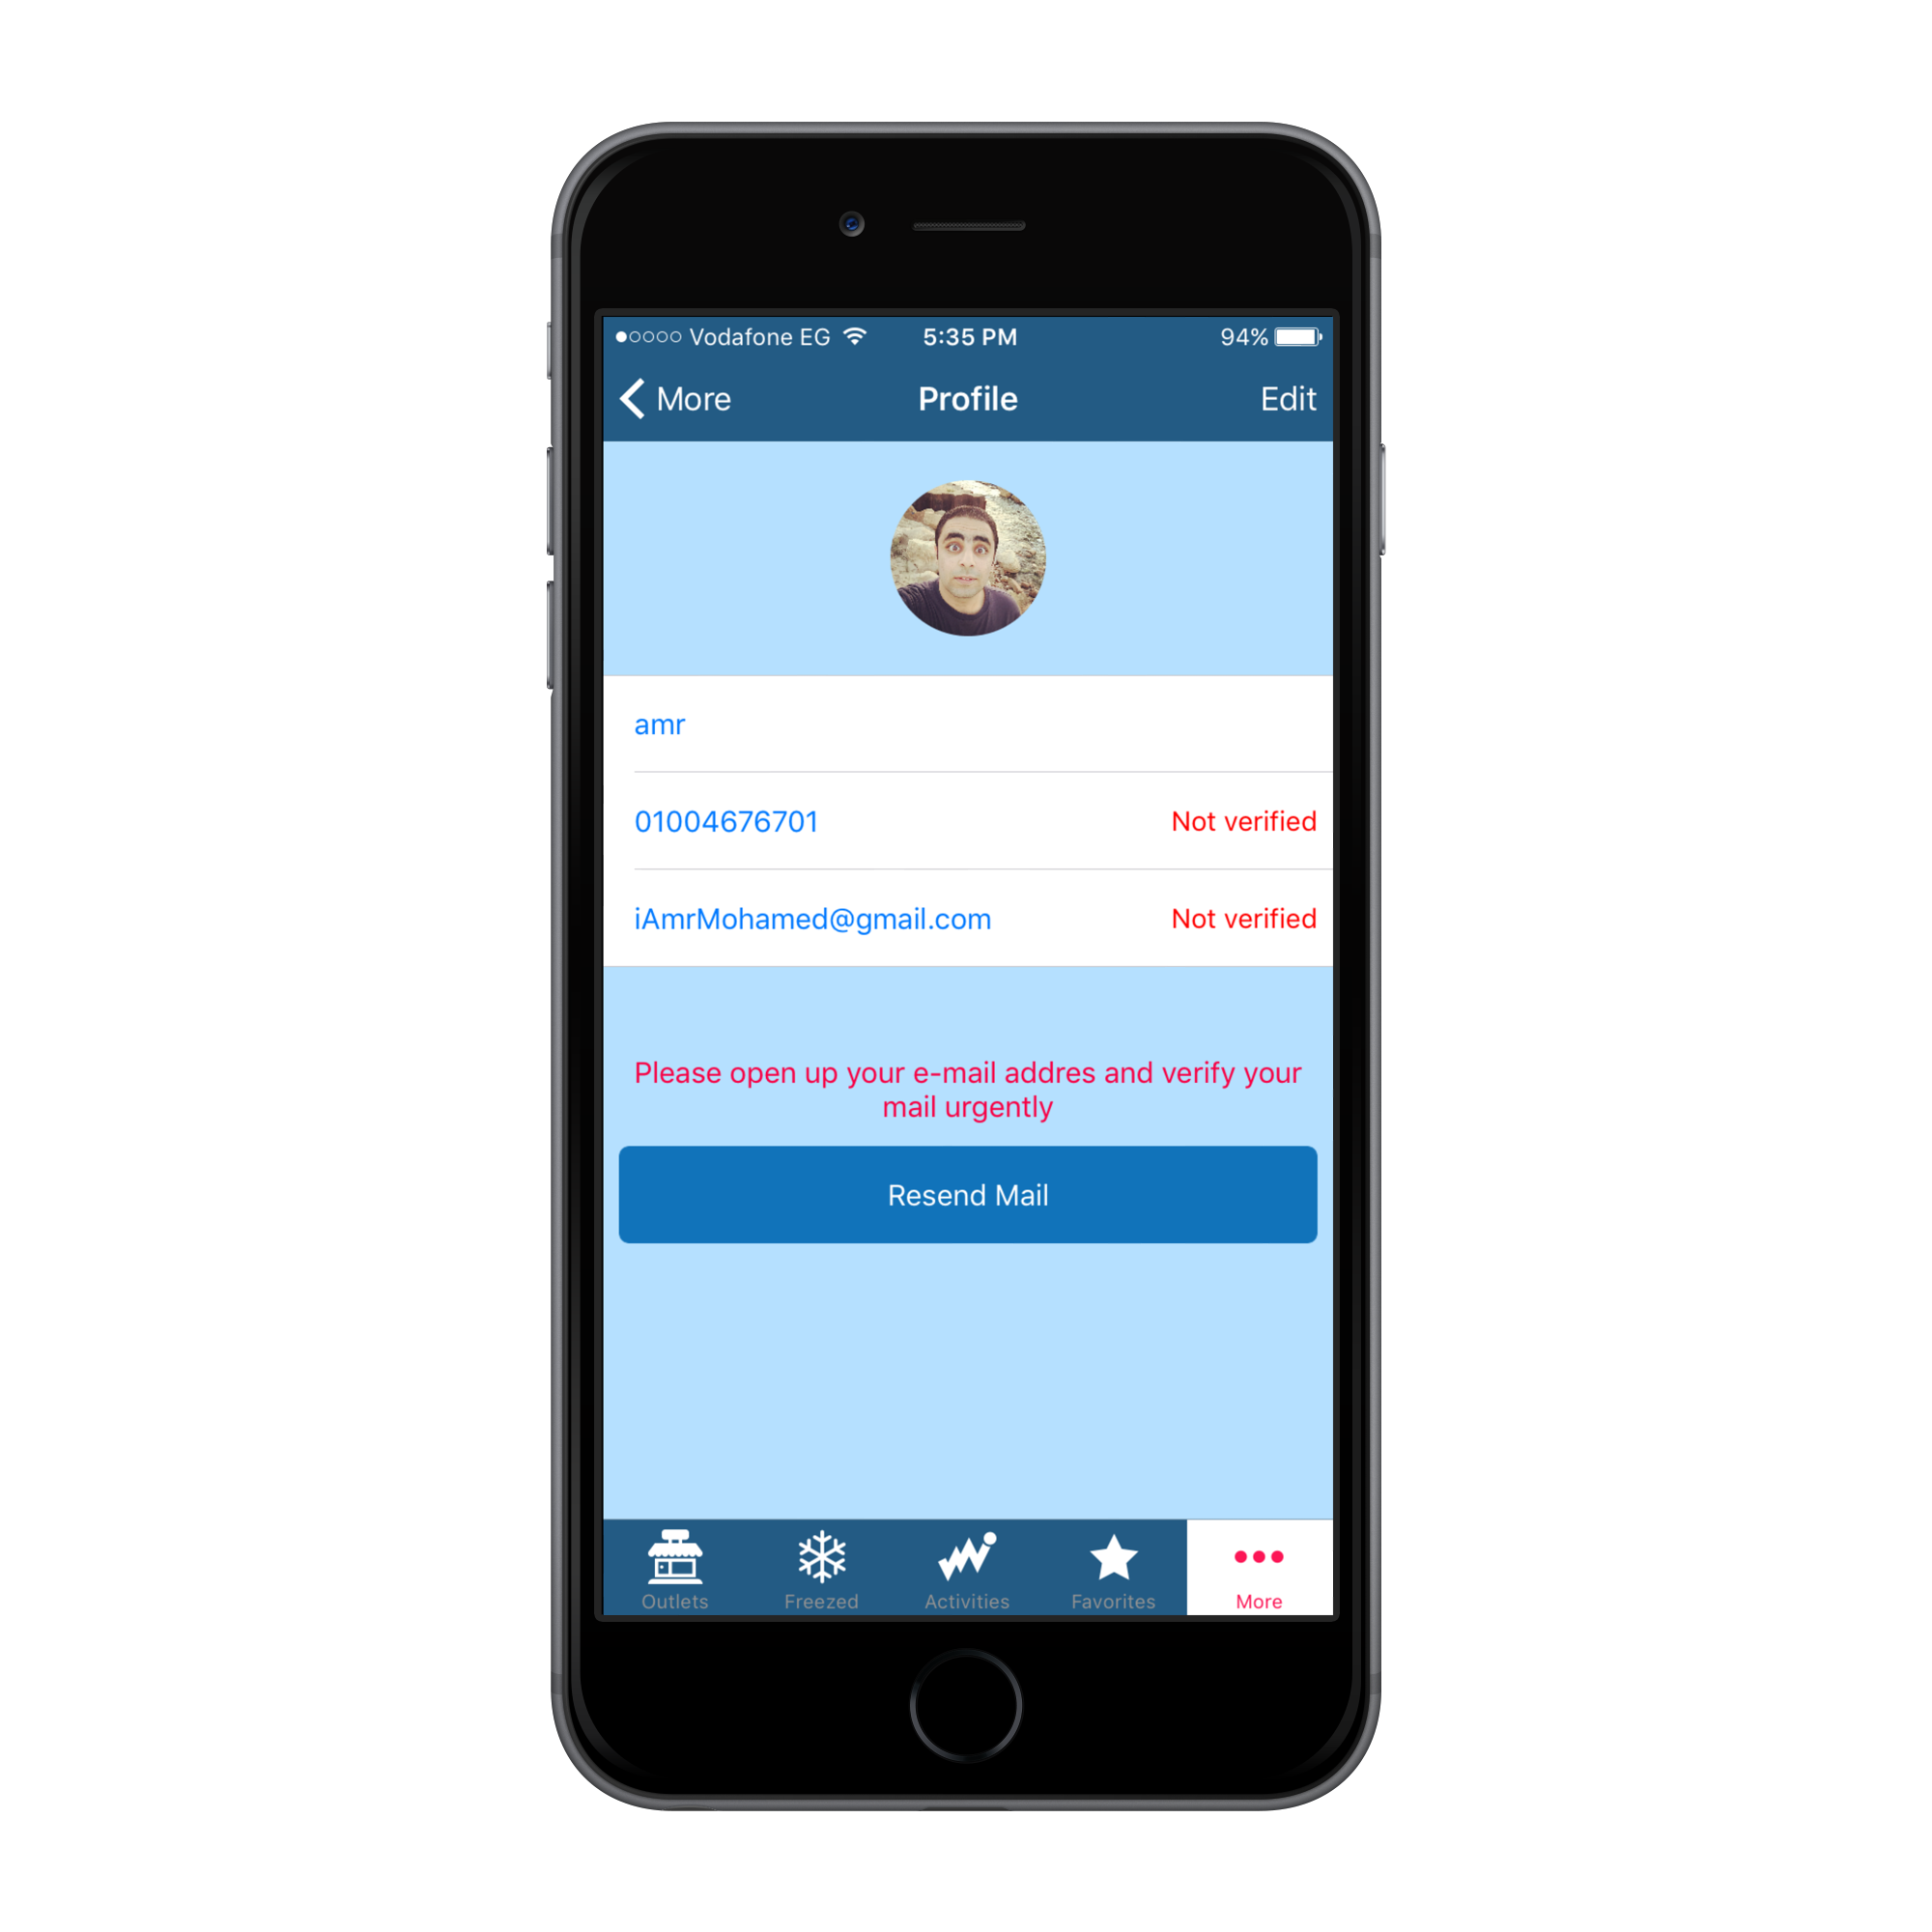 Vodafone EG 5:35 PM 94%
More Profile Edit
amr
01004676701 Not verified
iAmrMohamed@gmail.com Not verified
Please open up your e-mail addres and verify your
mail urgently
Resend Mail
Outlets Freezed Activities Favorites More